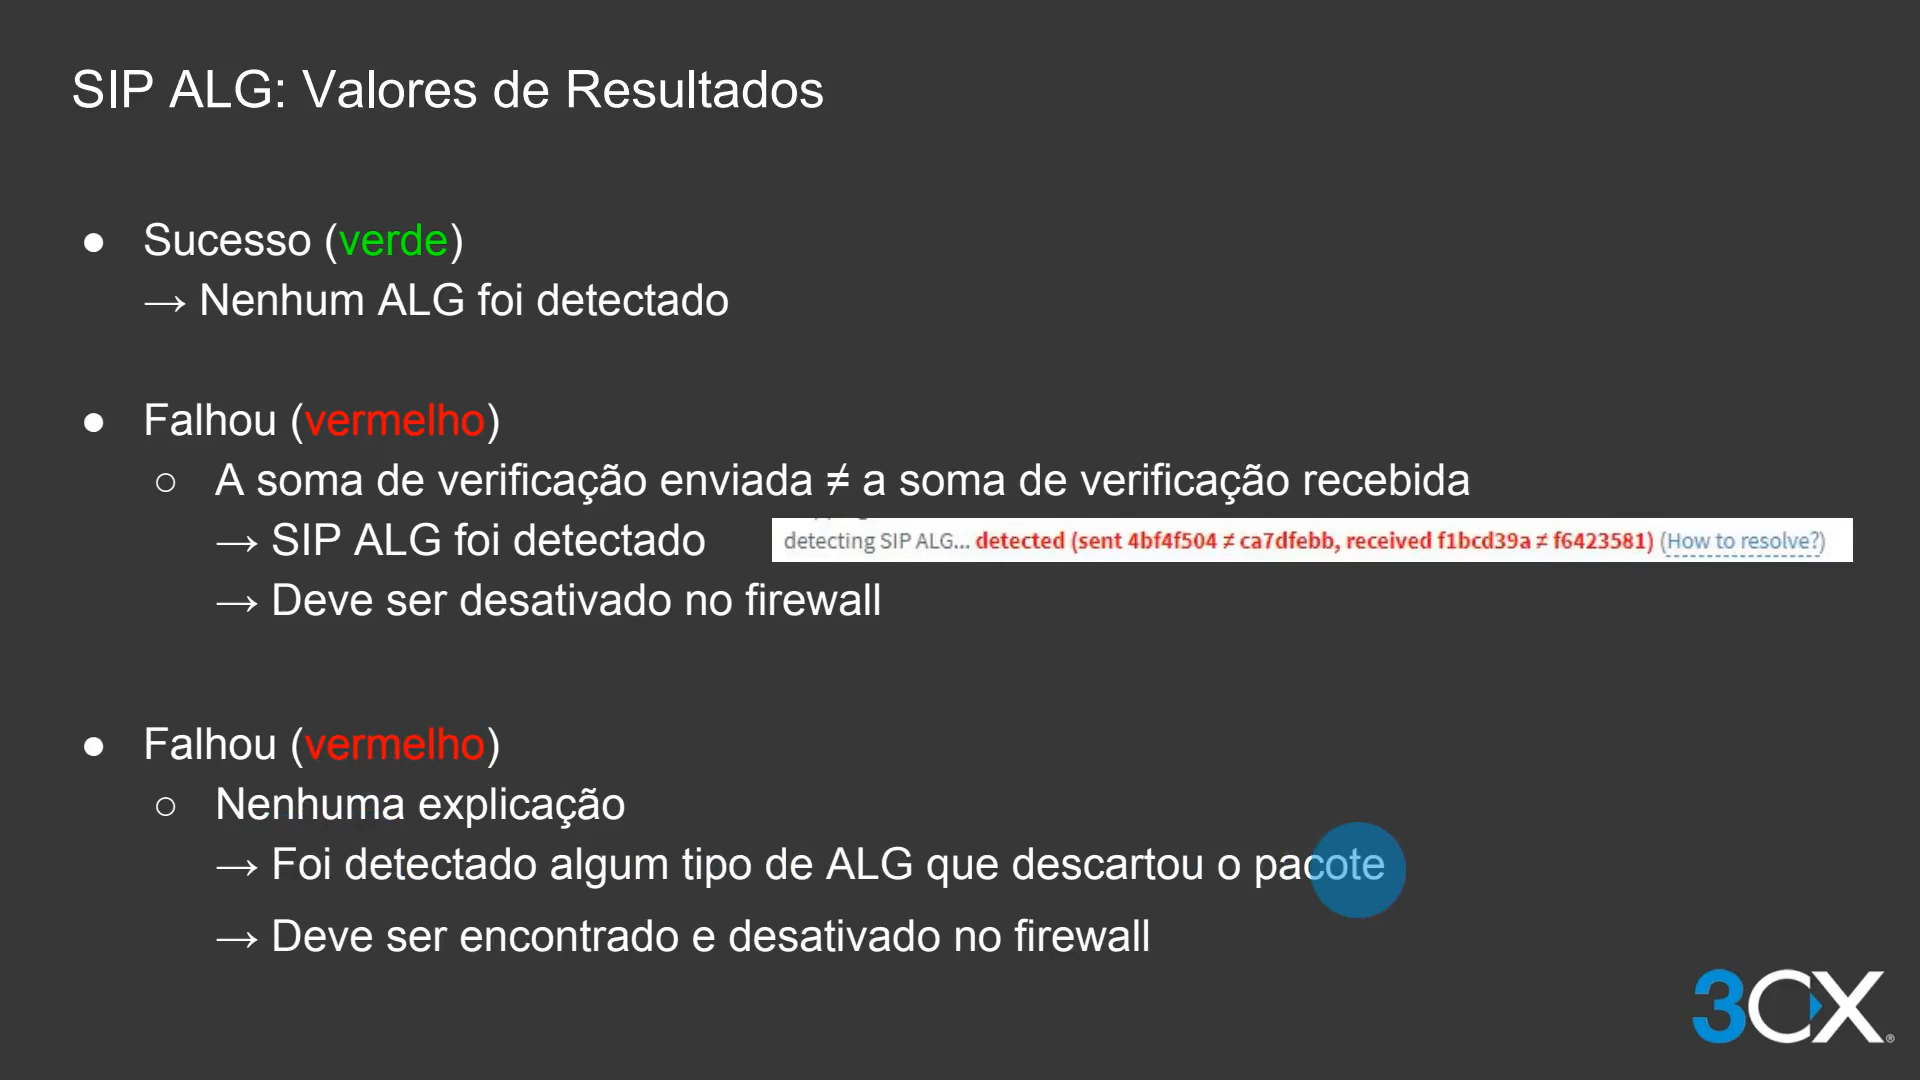 SIP ALG: Valores de Resultados
● Sucesso (verde)
→ Nenhum ALG foi detectado
● Falhou (vermelho)
○ A soma de verificação enviada ≠ a soma de verificação recebida
→ SIP ALG foi detectado
detecting SIP ALG... detected (sent 4bf4f504 ≠ ca7dfebb, received f1bcd39a ≠ f6423581) (How to resolve?)
→ Deve ser desativado no firewall
● Falhou (vermelho)
○ Nenhuma explicação
→ Foi detectado algum tipo de ALG que descartou o pacote
→ Deve ser encontrado e desativado no firewall
3CX®